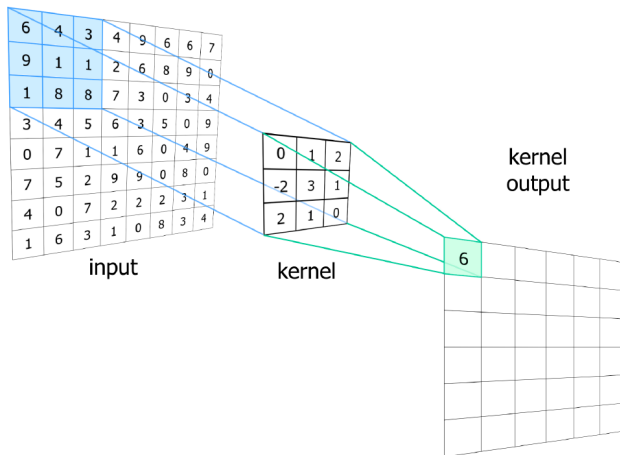 6 4 3 4 9 6 6 7
9 1 1 2 6 8 9 0
1 8 8 7 3 0 3 4
3 4 5 6 3 5 0 9
0 7 1 1 6 0 4 9
7 5 2 9 9 0 8 0
4 0 7 2 2 2 3 1
1 6 3 1 0 8 3 4
input
0 1 2
-2 3 1
2 1 0
kernel
kernel
output
6